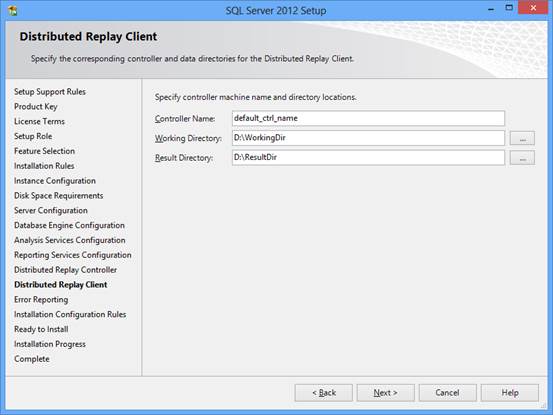 SQL Server 2012 Setup
Distributed Replay Client
Specify the corresponding controller and data directories for the Distributed Replay Client.
Setup Support Rules
Product Key
License Terms
Setup Role
Feature Selection
Installation Rules
Instance Configuration
Disk Space Requirements
Server Configuration
Database Engine Configuration
Analysis Services Configuration
Reporting Services Configuration
Distributed Replay Controller
Distributed Replay Client
Error Reporting
Installation Configuration Rules
Ready to Install
Installation Progress
Complete
Specify controller machine name and directory locations.
Controller Name: default_ctrl_name
Working Directory: D:\WorkingDir ...
Result Directory: D:\ResultDir ...
< Back Next > Cancel Help